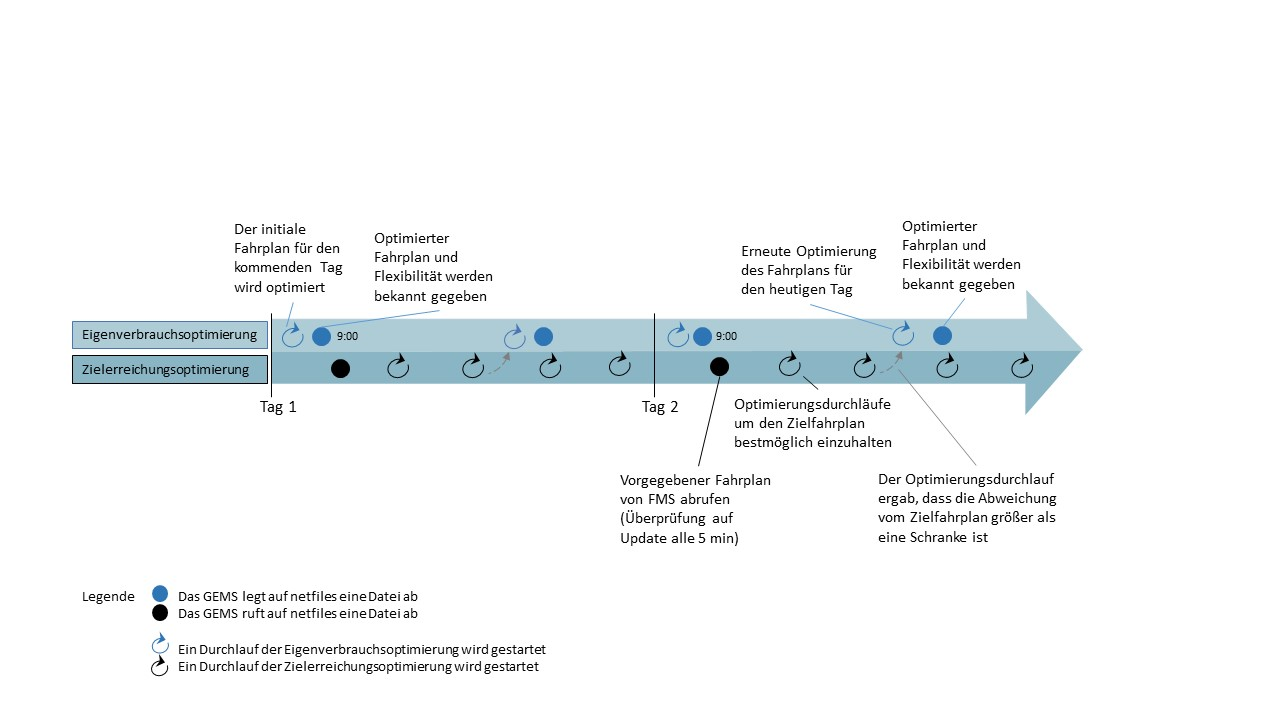 Der initiale
Fahrplan für den
kommenden Tag
wird optimiert
Optimierter
Fahrplan und
Flexibilität werden
bekannt gegeben
Erneute Optimierung
des Fahrplans für
den heutigen Tag
Optimierter
Fahrplan und
Flexibilität werden
bekannt gegeben
Eigenverbrauchsoptimierung
9:00
9:00
Zielerreichungsoptimierung
Tag 1
Tag 2
Optimierungsdurchläufe
um den Zielfahrplan
bestmöglich einzuhalten
Vorgegebener Fahrplan
von FMS abrufen
(Überprüfung auf
Update alle 5 min)
Der Optimierungsdurchlauf
ergab, dass die Abweichung
vom Zielfahrplan größer als
eine Schranke ist
Legende
Das GEMS legt auf netfiles eine Datei ab
Das GEMS ruft auf netfiles eine Datei ab
Ein Durchlauf der Eigenverbrauchsoptimierung wird gestartet
Ein Durchlauf der Zielerreichungsoptimierung wird gestartet